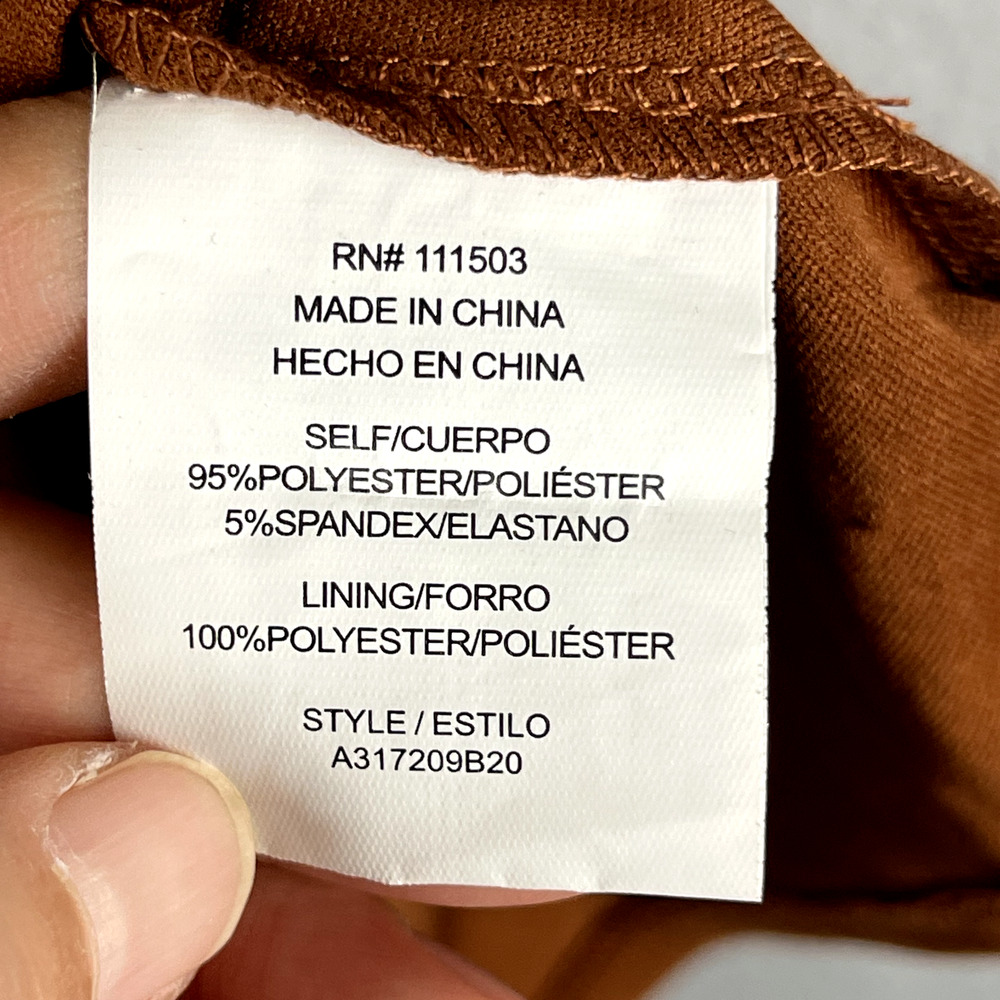 RN# 111503
MADE IN CHINA
HECHO EN CHINA
SELF/CUERPO
95%POLYESTER/POLIÉSTER
5%SPANDEX/ELASTANO
LINING/FORRO
100%POLYESTER/POLIÉSTER
STYLE / ESTILO
A317209B20